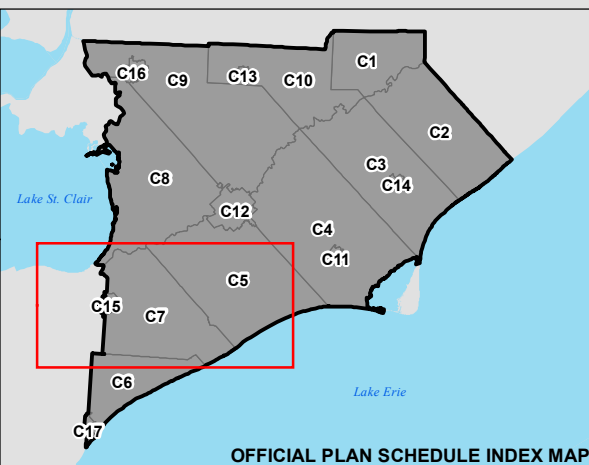 C1
C16
C9
C13
C10
C2
C3
C8
C14
Lake St. Clair
C12
C4
C11
C5
C15
C7
C6
Lake Erie
C17
OFFICIAL PLAN SCHEDULE INDEX MAP